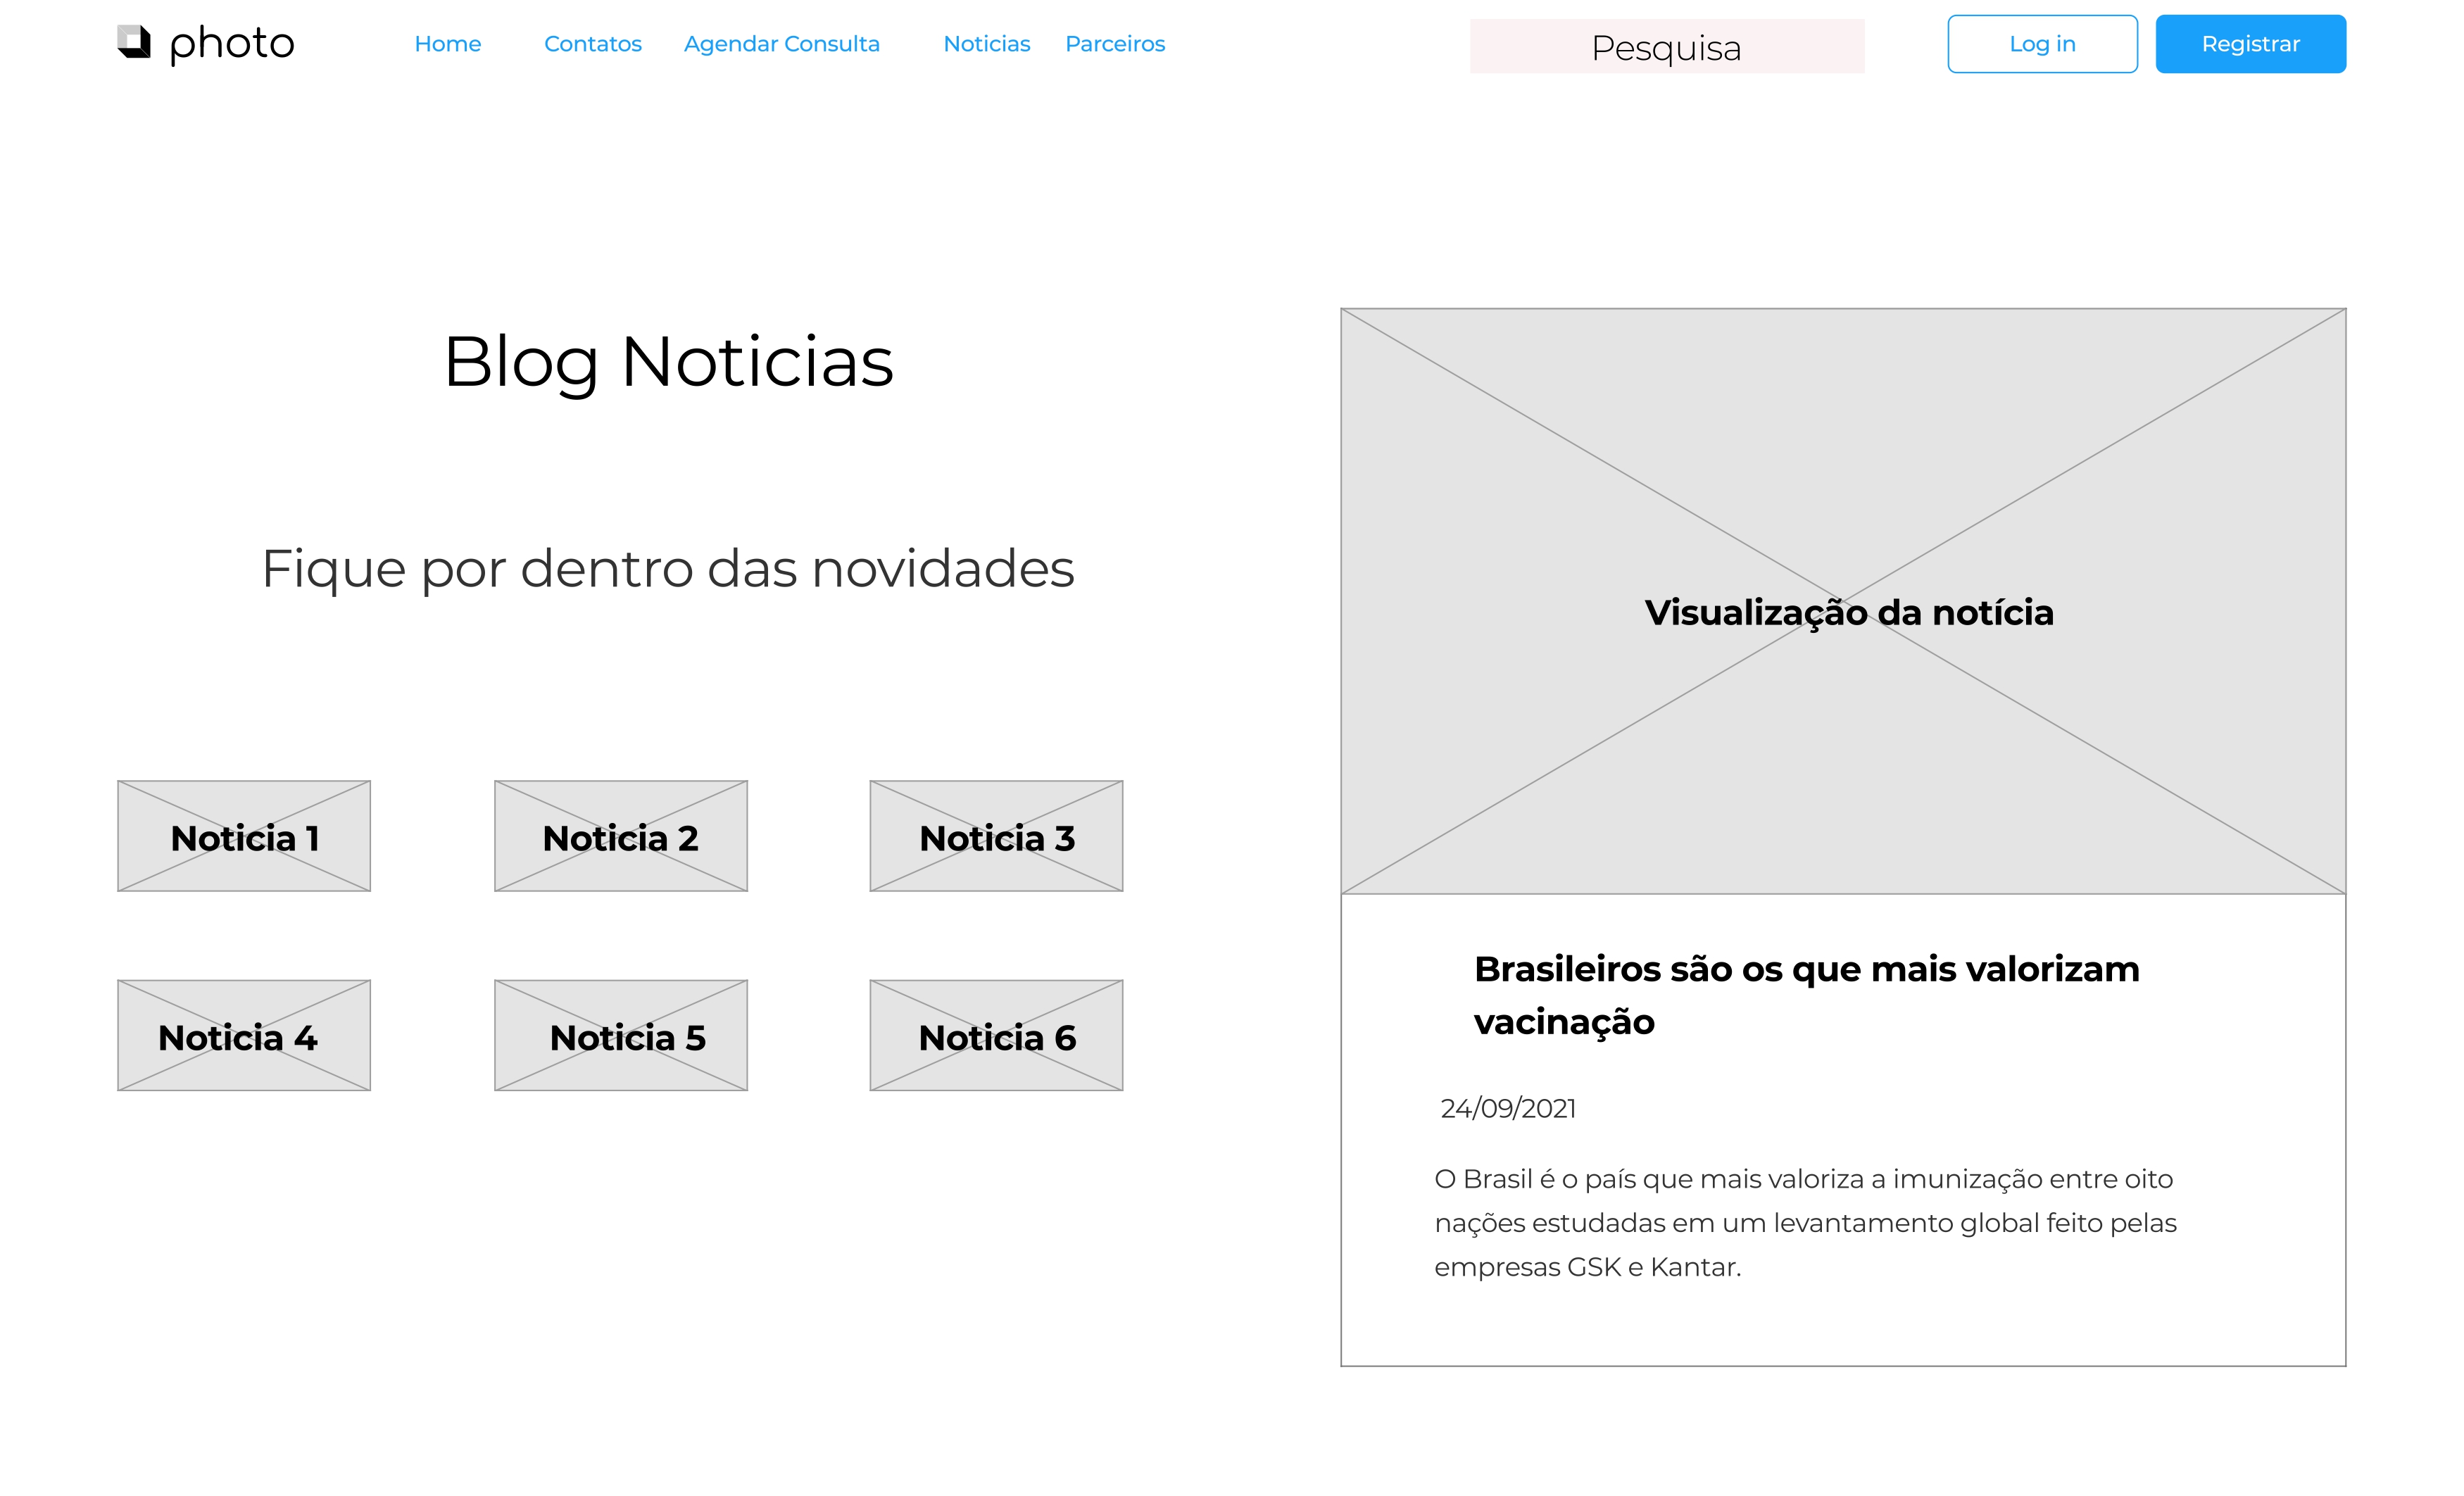 photo
Home
Contatos
Agendar Consulta
Noticias
Parceiros
Pesquisa
Log in
Registrar
Blog Noticias
Fique por dentro das novidades
Noticia 1
Noticia 2
Noticia 3
Noticia 4
Noticia 5
Noticia 6
Visualização da notícia
Brasileiros são os que mais valorizam
vacinação
24/09/2021
O Brasil é o país que mais valoriza a imunização entre oito
nações estudadas em um levantamento global feito pelas
empresas GSK e Kantar.